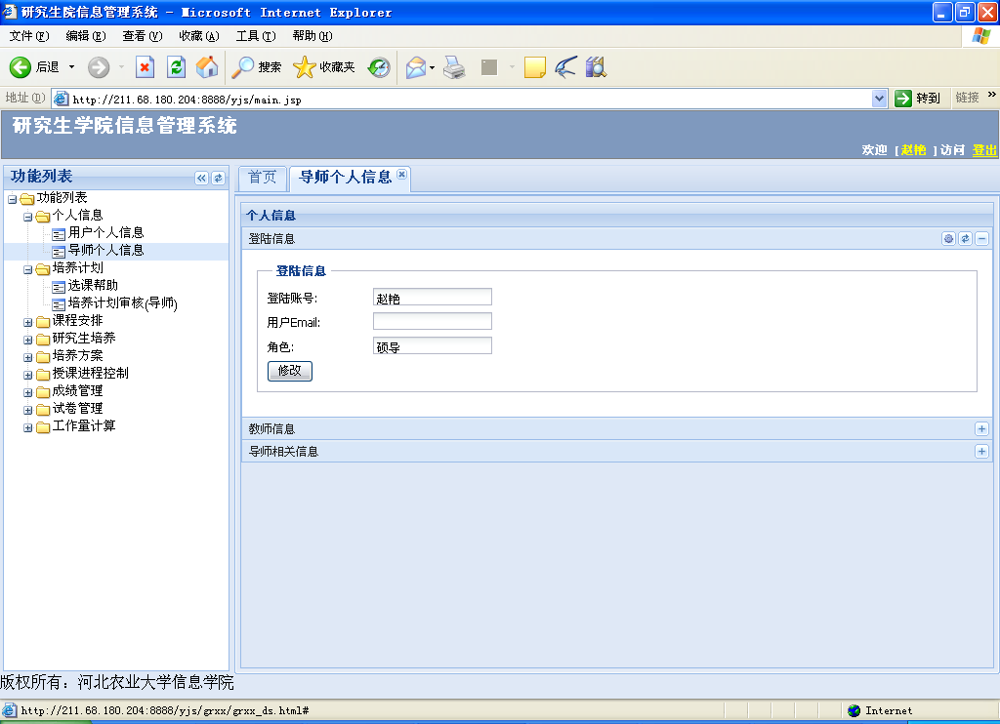 研究生院信息管理系统 - Microsoft Internet Explorer
文件(F) 编辑(E) 查看(V) 收藏(A) 工具(T) 帮助(H)
后退 搜索 收藏夹
地址(D) http://211.68.180.204:8888/yjs/main.jsp 转到 链接 »
研究生学院信息管理系统
欢迎 [赵艳 ]访问 登出
功能列表
首页 导师个人信息
功能列表
个人信息
用户个人信息
导师个人信息
培养计划
选课帮助
培养计划审核(导师)
课程安排
研究生培养
培养方案
授课进程控制
成绩管理
试卷管理
工作量计算
个人信息
登陆信息
登陆信息
登陆账号: 赵艳
用户Email:
角色: 硕导
修改
教师信息
导师相关信息
版权所有：河北农业大学信息学院
http://211.68.180.204:8888/yjs/grxx/grxx_ds.html# Internet